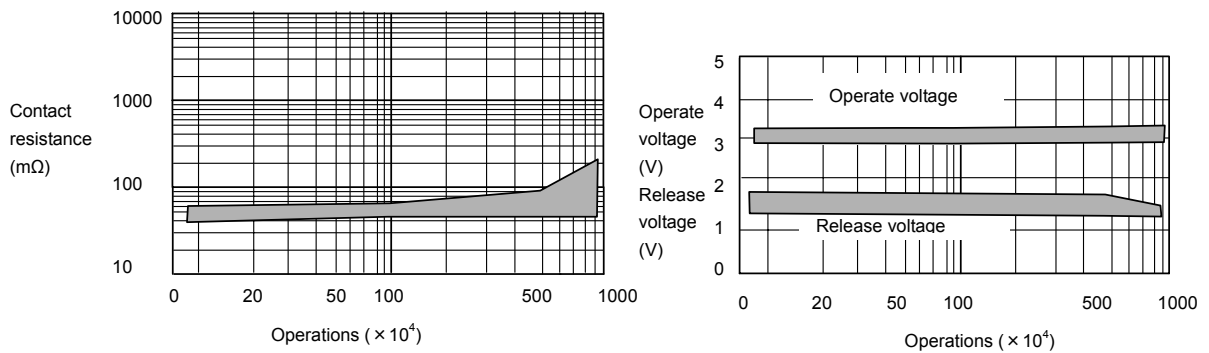 10000
1000
100
10
Contact
resistance
(mΩ)
0 20 50 100 500 1000
Operations (×10⁴)
5
4
3
2
1
0
Operate
voltage
(V)
Release
voltage
(V)
Operate voltage
Release voltage
0 20 50 100 500 1000
Operations (×10⁴)